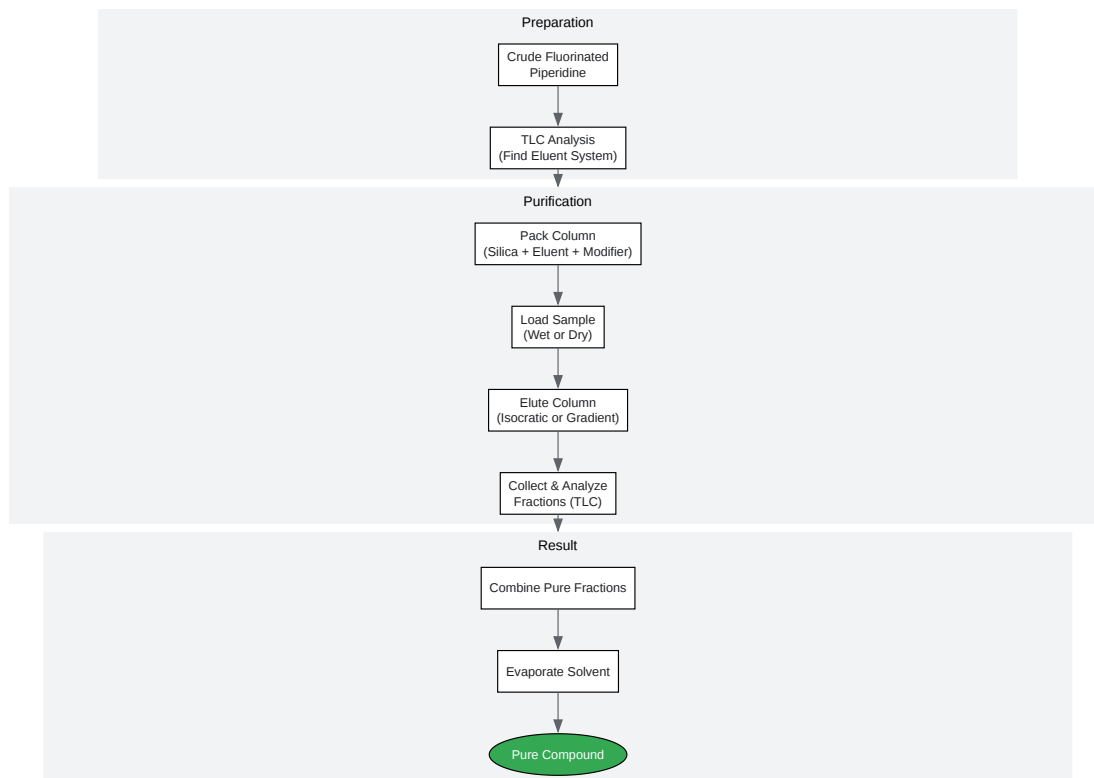 Preparation
Crude Fluorinated
Piperidine
TLC Analysis
(Find Eluent System)
Purification
Pack Column
(Silica + Eluent + Modifier)
Load Sample
(Wet or Dry)
Elute Column
(Isocratic or Gradient)
Collect & Analyze
Fractions (TLC)
Result
Combine Pure Fractions
Evaporate Solvent
Pure Compound